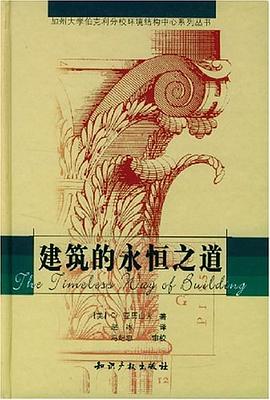 加州大学伯克利分校环境结构中心系列丛书
建筑的永恒之道
The Timeless Way of Building
[美] C· 亚历山大 著
赵冰 译
冯纪忠 审校
知识产权出版社